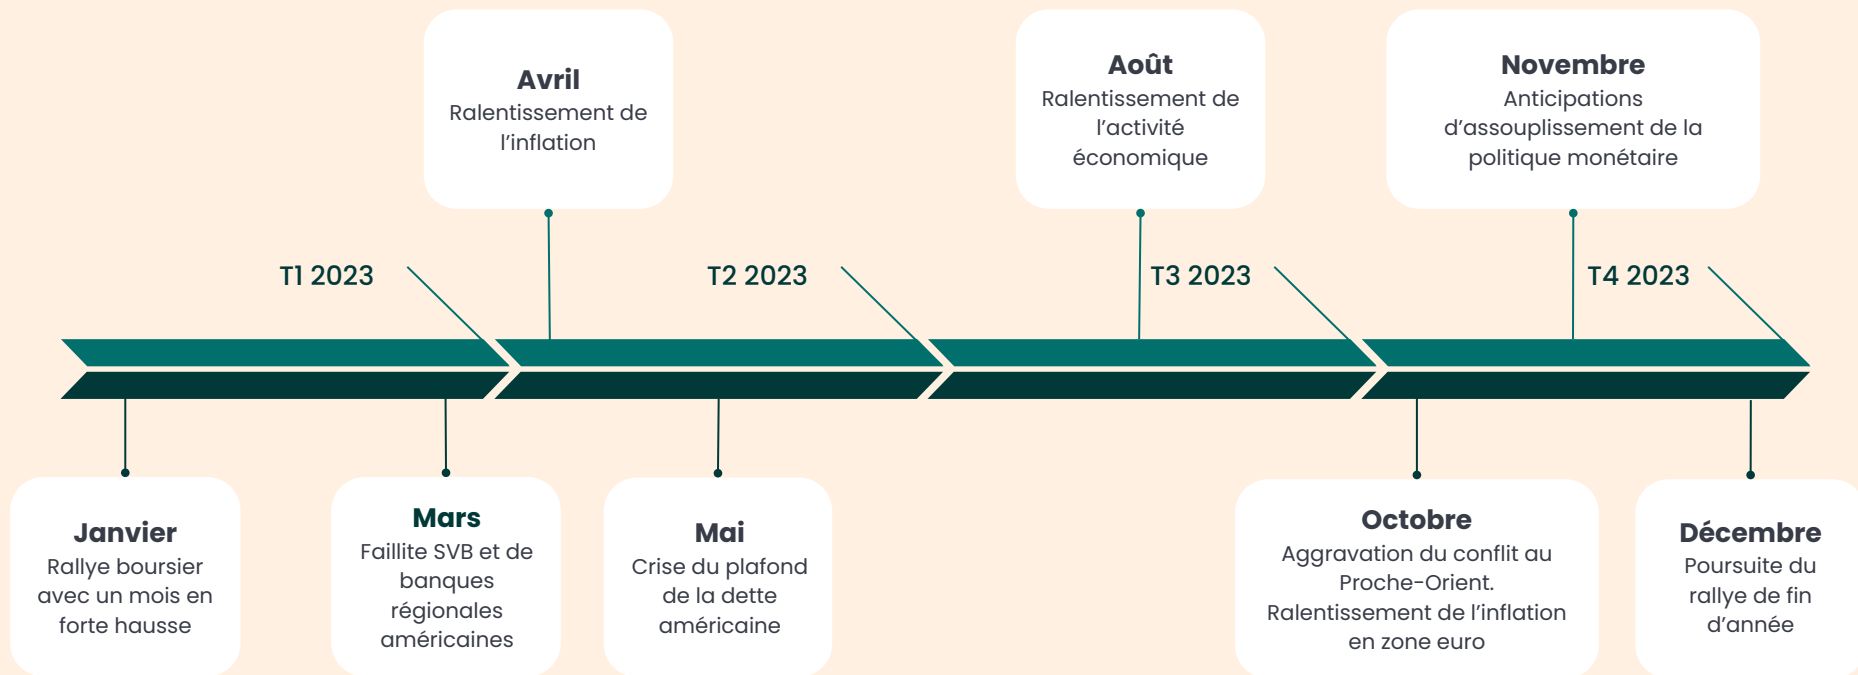 Avril
Ralentissement de
l’inflation
Août
Ralentissement de
l’activité
économique
Novembre
Anticipations
d’assouplissement de la
politique monétaire
T1 2023
T2 2023
T3 2023
T4 2023
Janvier
Rallye boursier
avec un mois en
forte hausse
Mars
Faillite SVB et de
banques
régionales
américaines
Mai
Crise du plafond
de la dette
américaine
Octobre
Aggravation du conflit au
Proche-Orient.
Ralentissement de l’inflation
en zone euro
Décembre
Poursuite du
rallye de fin
d’année